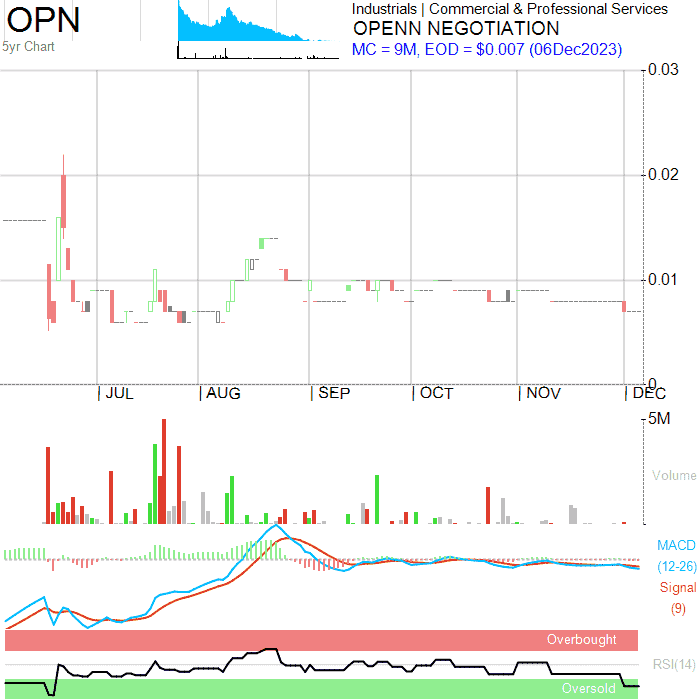 OPN
5yr Chart
Industrials | Commercial & Professional Services
OPENN NEGOTIATION
MC = 9M, EOD = $0.007 (06Dec2023)
0.03
0.02
0.01
0
| JUL
| AUG
| SEP
| OCT
| NOV
| DEC
5M
Volume
MACD
(12-26)
Signal
(9)
Overbought
RSI(14)
Oversold